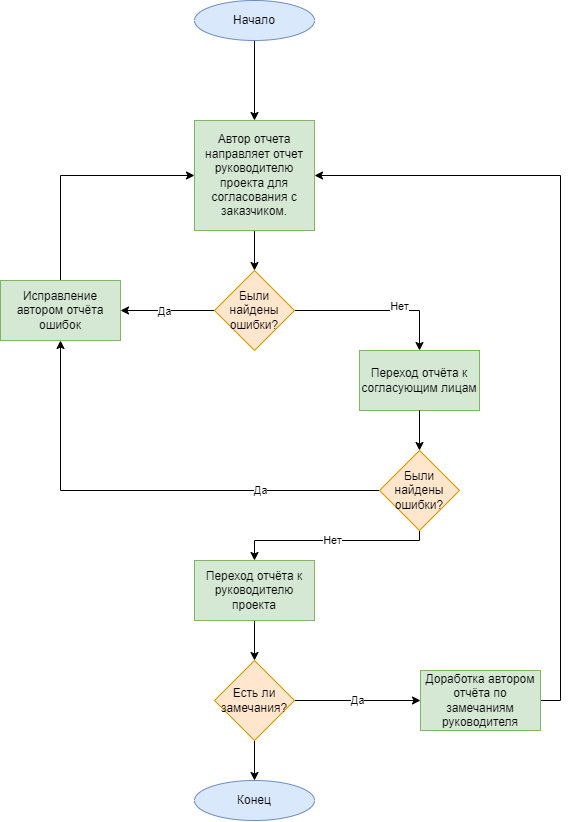 Начало
Автор отчета
направляет отчет
руководителю
проекта для
согласования с
заказчиком.
Были
найдены
ошибки?
Да
Исправление
автором отчёта
ошибок
Нет
Переход отчёта к
согласующим лицам
Были
найдены
ошибки?
Да
Нет
Переход отчёта к
руководителю
проекта
Есть ли
замечания?
Да
Доработка автором
отчёта по
замечаниям
руководителя
Конец